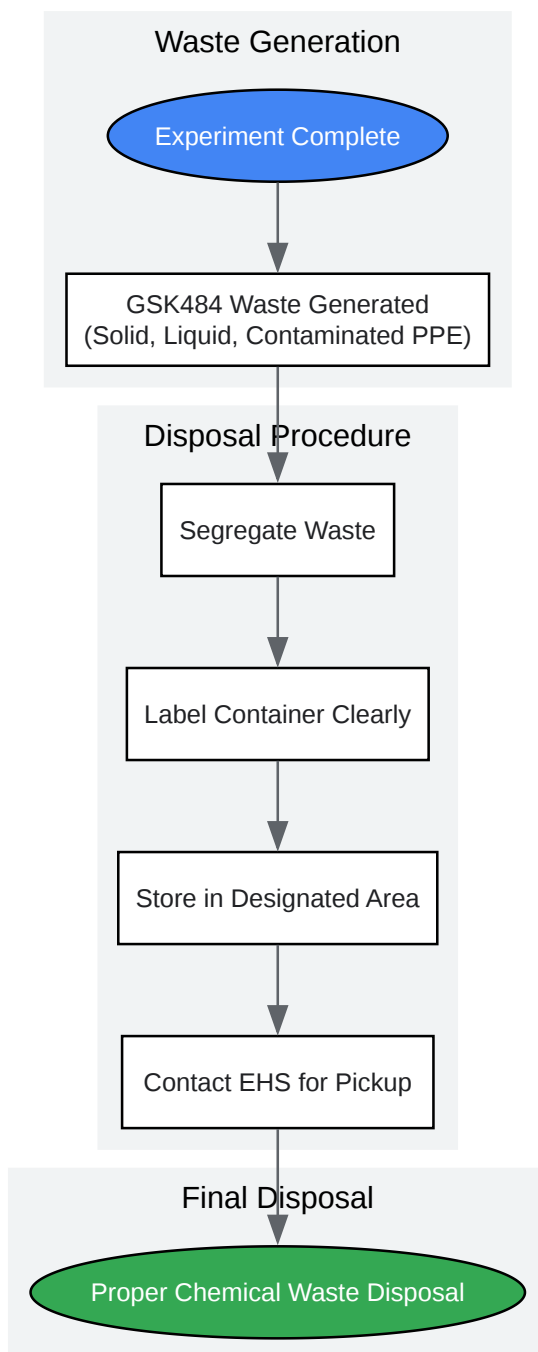 Waste Generation
Experiment Complete
GSK484 Waste Generated
(Solid, Liquid, Contaminated PPE)
Disposal Procedure
Segregate Waste
Label Container Clearly
Store in Designated Area
Contact EHS for Pickup
Final Disposal
Proper Chemical Waste Disposal